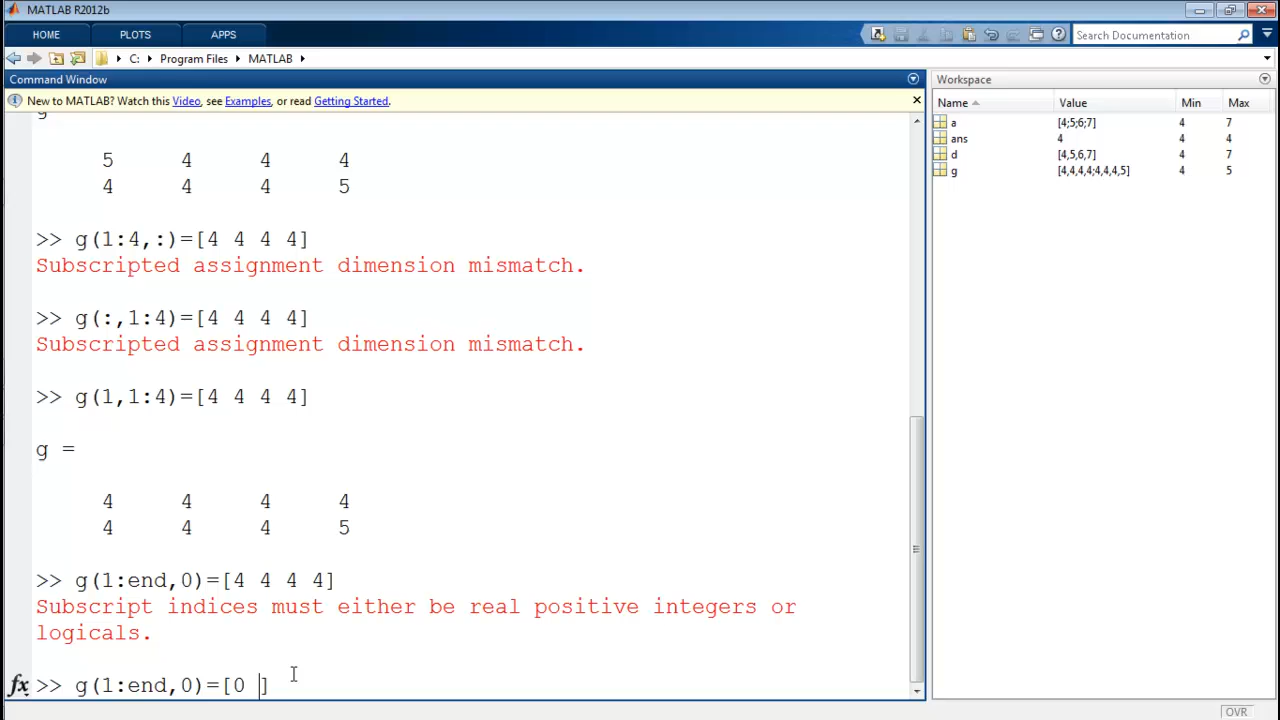 MATLAB R2012b
HOME PLOTS APPS
Search Documentation
C: Program Files MATLAB
Command Window
New to MATLAB? Watch this Video, see Examples, or read Getting Started.
g
5 4 4 4
4 4 4 5
>> g(1:4,:)=[4 4 4 4]
Subscripted assignment dimension mismatch.
>> g(:,1:4)=[4 4 4 4]
Subscripted assignment dimension mismatch.
>> g(1,1:4)=[4 4 4 4]
g =
4 4 4 4
4 4 4 5
>> g(1:end,0)=[4 4 4 4]
Subscript indices must either be real positive integers or
logicals.
fx >> g(1:end,0)=[0 ]
Workspace
Name Value Min Max
a [4;5;6;7] 4 7
ans 4 4 4
d [4,5,6,7] 4 7
g [4,4,4,4;4,4,4,5] 4 5
OVR